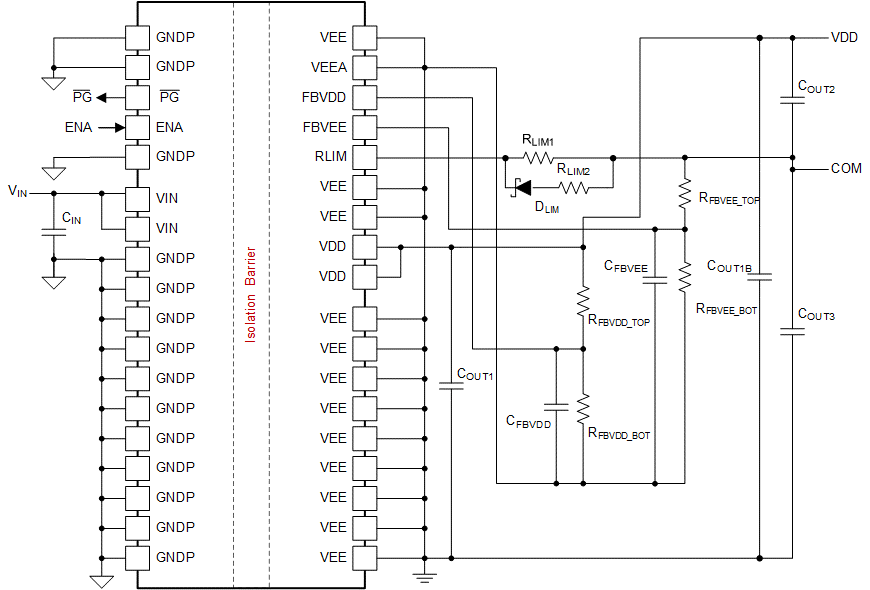 GNDP VEE VDD
GNDP VEEA
PG PG FBVDD COUT2
ENA ENA FBVEE
GNDP RLIM RLIM1
RLIM2 COM
VIN VIN VEE DLIM RFBVEE_TOP
CIN VIN VEE
GNDP VDD CFBVEE COUT1B
GNDP VDD
GNDP VEE RFBVDD_TOP RFBVEE_BOT COUT3
Isolation Barrier
GNDP VEE
GNDP VEE COUT1
GNDP VEE CFBVDD
GNDP VEE RFBVDD_BOT
GNDP VEE
GNDP VEE
GNDP VEE
GNDP VEE